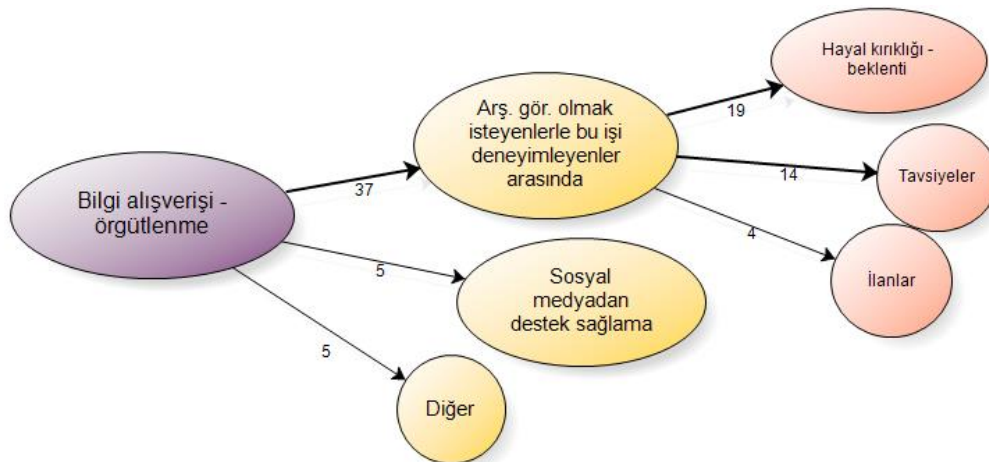 Bilgi alışverişi -
örgütlenme
37
5
5
Arş. gör. olmak
isteyenlerle bu işi
deneyimleyenler
arasında
Sosyal
medyadan
destek sağlama
Diğer
19
14
4
Hayal kırıklığı -
beklenti
Tavsiyeler
İlanlar